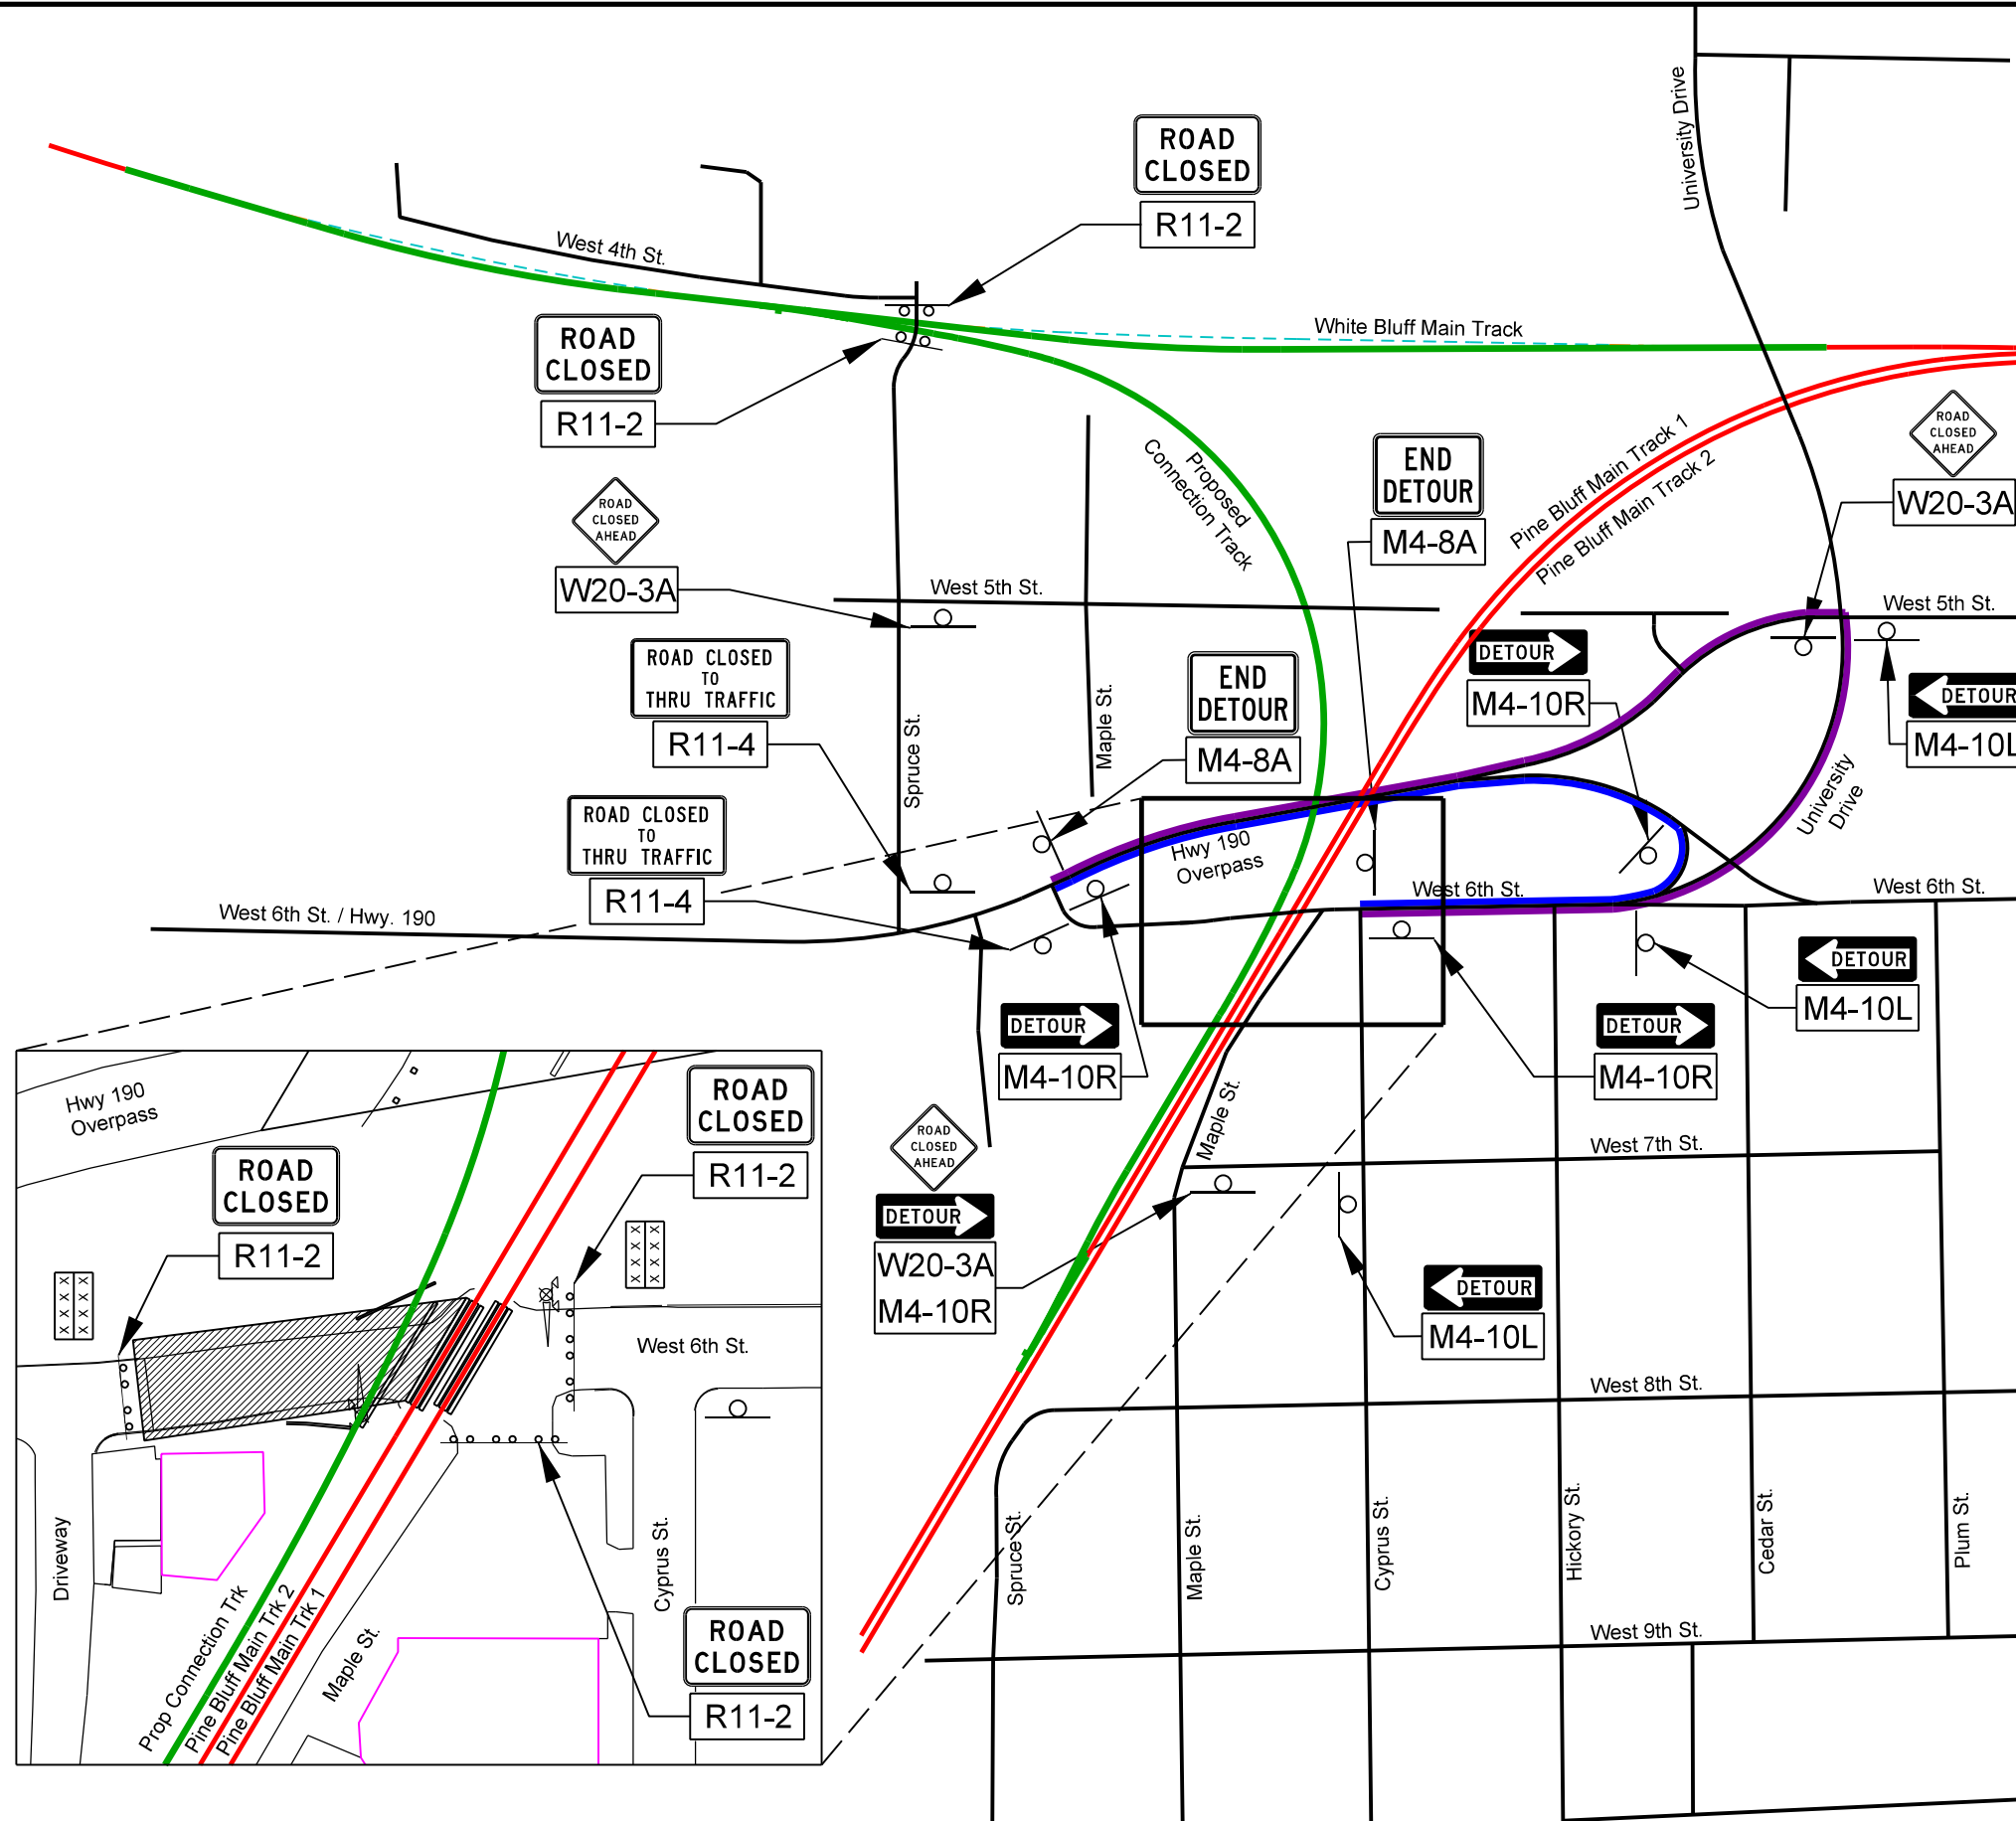 University Drive
ROAD
CLOSED
R11-2
West 4th St.
White Bluff Main Track
ROAD
CLOSED
R11-2
Proposed
Connection Track
END
DETOUR
M4-8A
Pine Bluff Main Track 1
Pine Bluff Main Track 2
ROAD
CLOSED
AHEAD
W20-3A
ROAD
CLOSED
AHEAD
W20-3A
West 5th St.
West 5th St.
ROAD CLOSED
TO
THRU TRAFFIC
R11-4
Spruce St.
Maple St.
END
DETOUR
M4-8A
DETOUR
M4-10R
DETOUR
M4-10L
University
Drive
ROAD CLOSED
TO
THRU TRAFFIC
R11-4
Hwy 190
Overpass
West 6th St.
West 6th St.
West 6th St. / Hwy. 190
DETOUR
M4-10R
DETOUR
M4-10R
DETOUR
M4-10L
Maple St.
West 7th St.
ROAD
CLOSED
AHEAD
DETOUR
W20-3A
M4-10R
DETOUR
M4-10L
West 8th St.
Spruce St.
Maple St.
Cyprus St.
Hickory St.
Cedar St.
Plum St.
West 9th St.
Hwy 190
Overpass
ROAD
CLOSED
R11-2
ROAD
CLOSED
R11-2
X X X X
X X X X
X X X X
X X X X
West 6th St.
Driveway
Prop Connection Trk
Pine Bluff Main Trk 2
Pine Bluff Main Trk 1
Maple St.
Cyprus St.
ROAD
CLOSED
R11-2